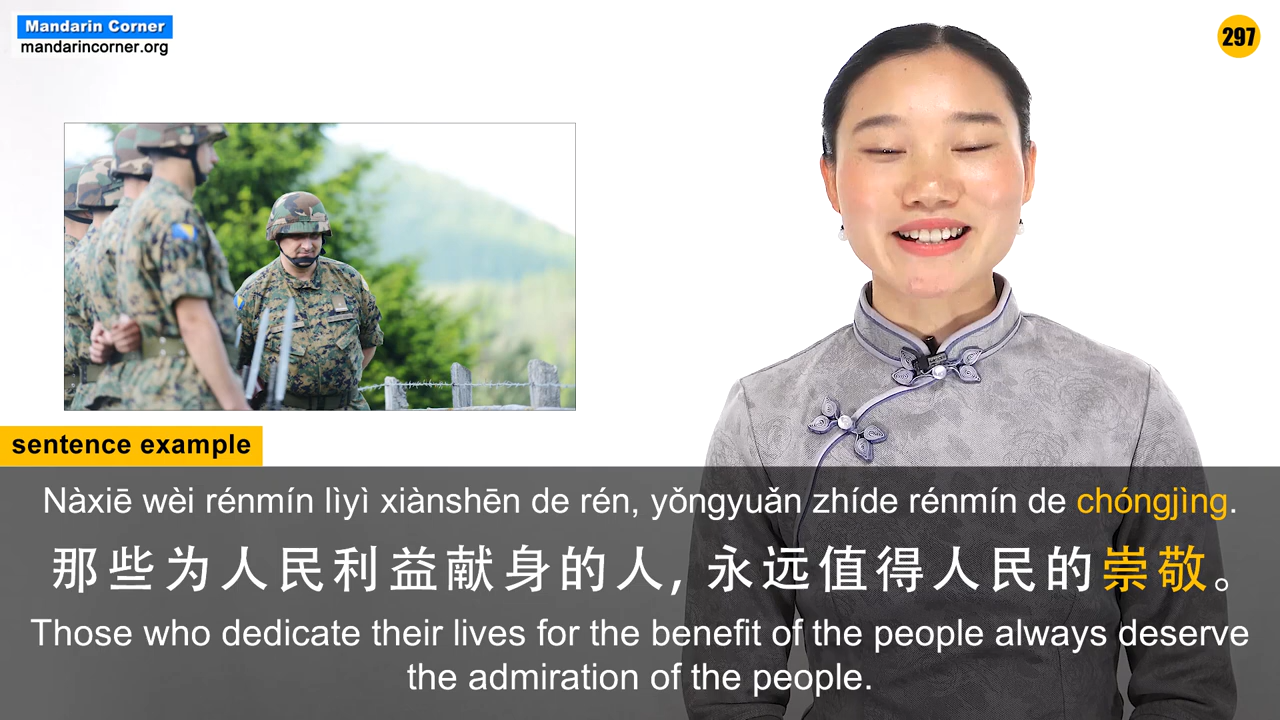 Mandarin Corner
mandarincorner.org
297
sentence example
Nàxiē wèi rénmín lìyì xiànshēn de rén, yǒngyuǎn zhíde rénmín de chóngjìng.
那些为人民利益献身的人, 永远值得人民的崇敬。
Those who dedicate their lives for the benefit of the people always deserve
the admiration of the people.